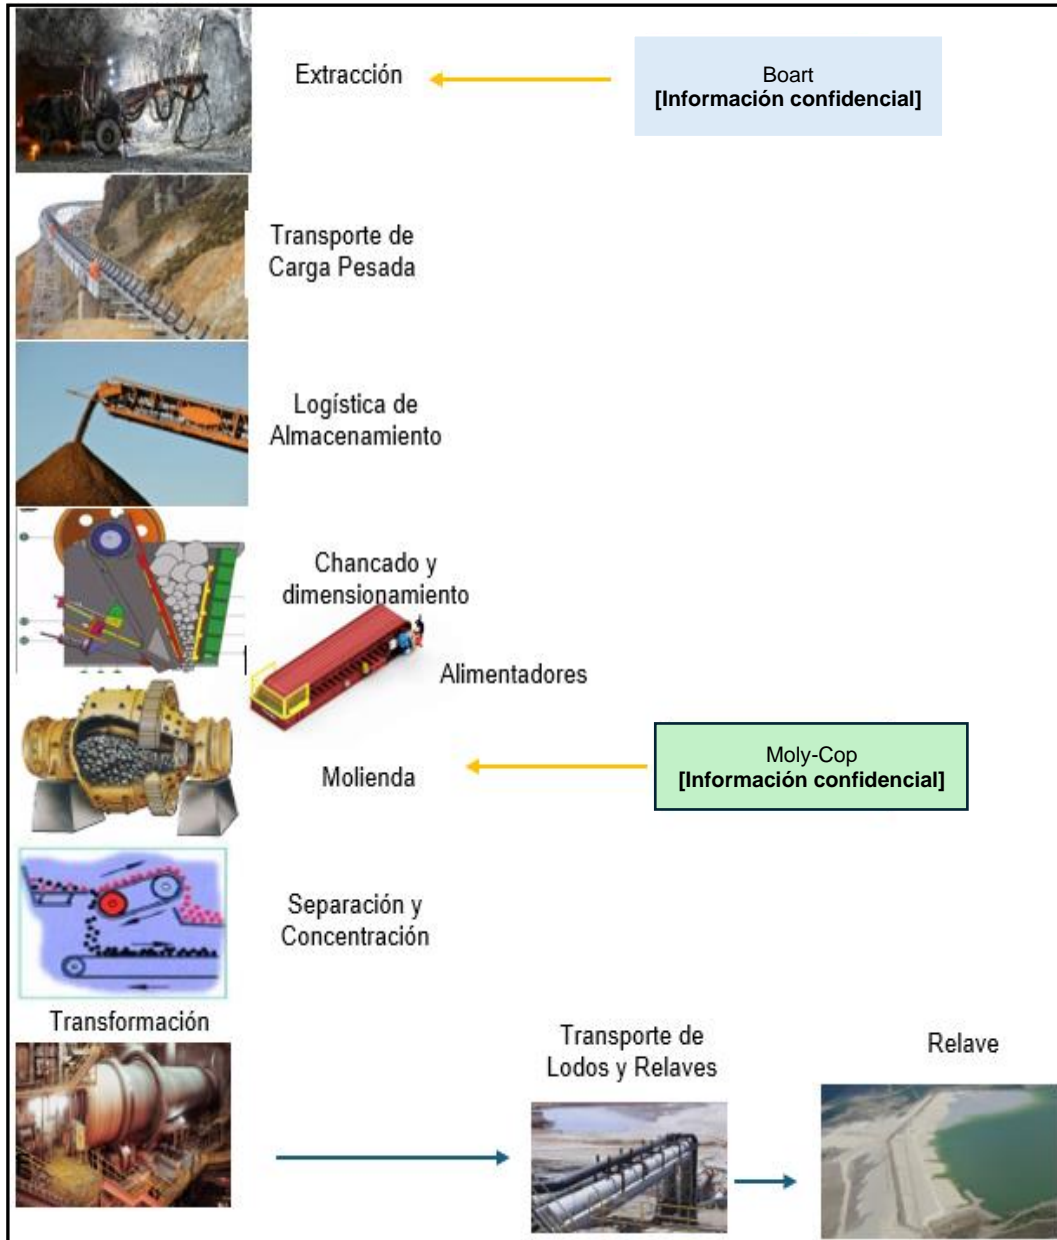 Extracción
Boart
[Información confidencial]
Transporte de
Carga Pesada
Logística de
Almacenamiento
Chancado y
dimensionamiento
Alimentadores
Molienda
Moly-Cop
[Información confidencial]
Separación y
Concentración
Transformación
Transporte de
Lodos y Relaves
Relave